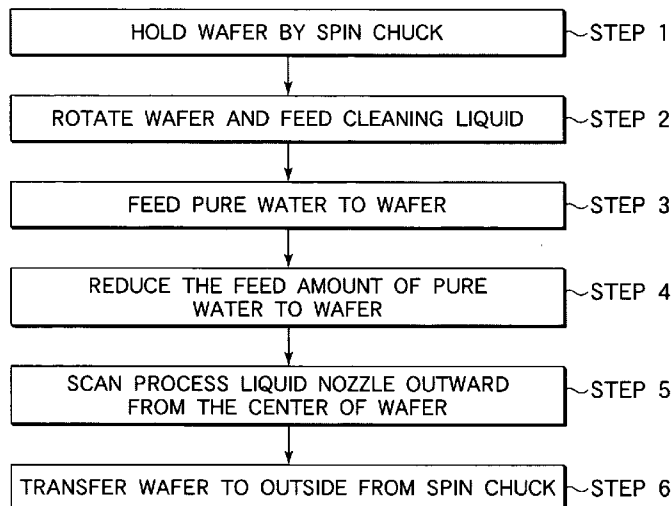 HOLD WAFER BY SPIN CHUCK
STEP 1
ROTATE WAFER AND FEED CLEANING LIQUID
STEP 2
FEED PURE WATER TO WAFER
STEP 3
REDUCE THE FEED AMOUNT OF PURE
WATER TO WAFER
STEP 4
SCAN PROCESS LIQUID NOZZLE OUTWARD
FROM THE CENTER OF WAFER
STEP 5
TRANSFER WAFER TO OUTSIDE FROM SPIN CHUCK
STEP 6